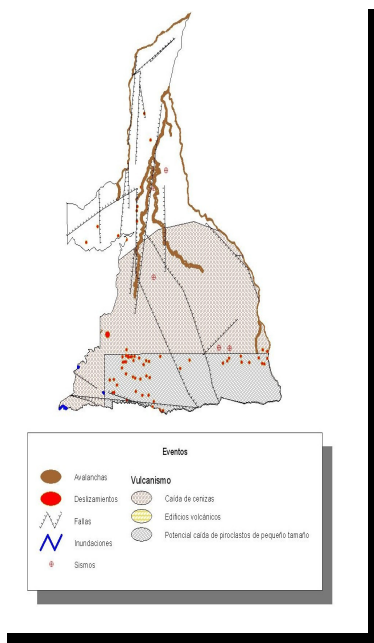 Eventos
Avalanchas
Deslizamientos
Fallas
Inundaciones
Sismos
Vulcanismo
Caída de cenizas
Edificios volcánicos
Potencial caída de piroclastos de pequeño tamaño